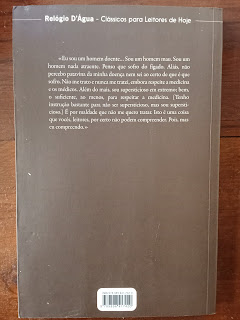 Relógio D'Água – Clássicos para Leitores de Hoje
«Eu sou um homem doente... Sou um homem mau. Sou um
homem nada atraente. Penso que sofro do fígado. Aliás, não
percebo patavina da minha doença nem sei ao certo do que é que
sofro. Não me trato e nunca me tratei, embora respeite a medicina
e os médicos. Além do mais, sou supersticioso em extremo; bem,
o suficiente, ao menos, para respeitar a medicina. (Tenho
instrução bastante para não ser supersticioso, mas sou supersti-
cioso.) É por maldade que não me quero tratar. Isto é uma coisa
que vocês, leitores, por certo não podem compreender. Pois, mas
eu compreendo.»